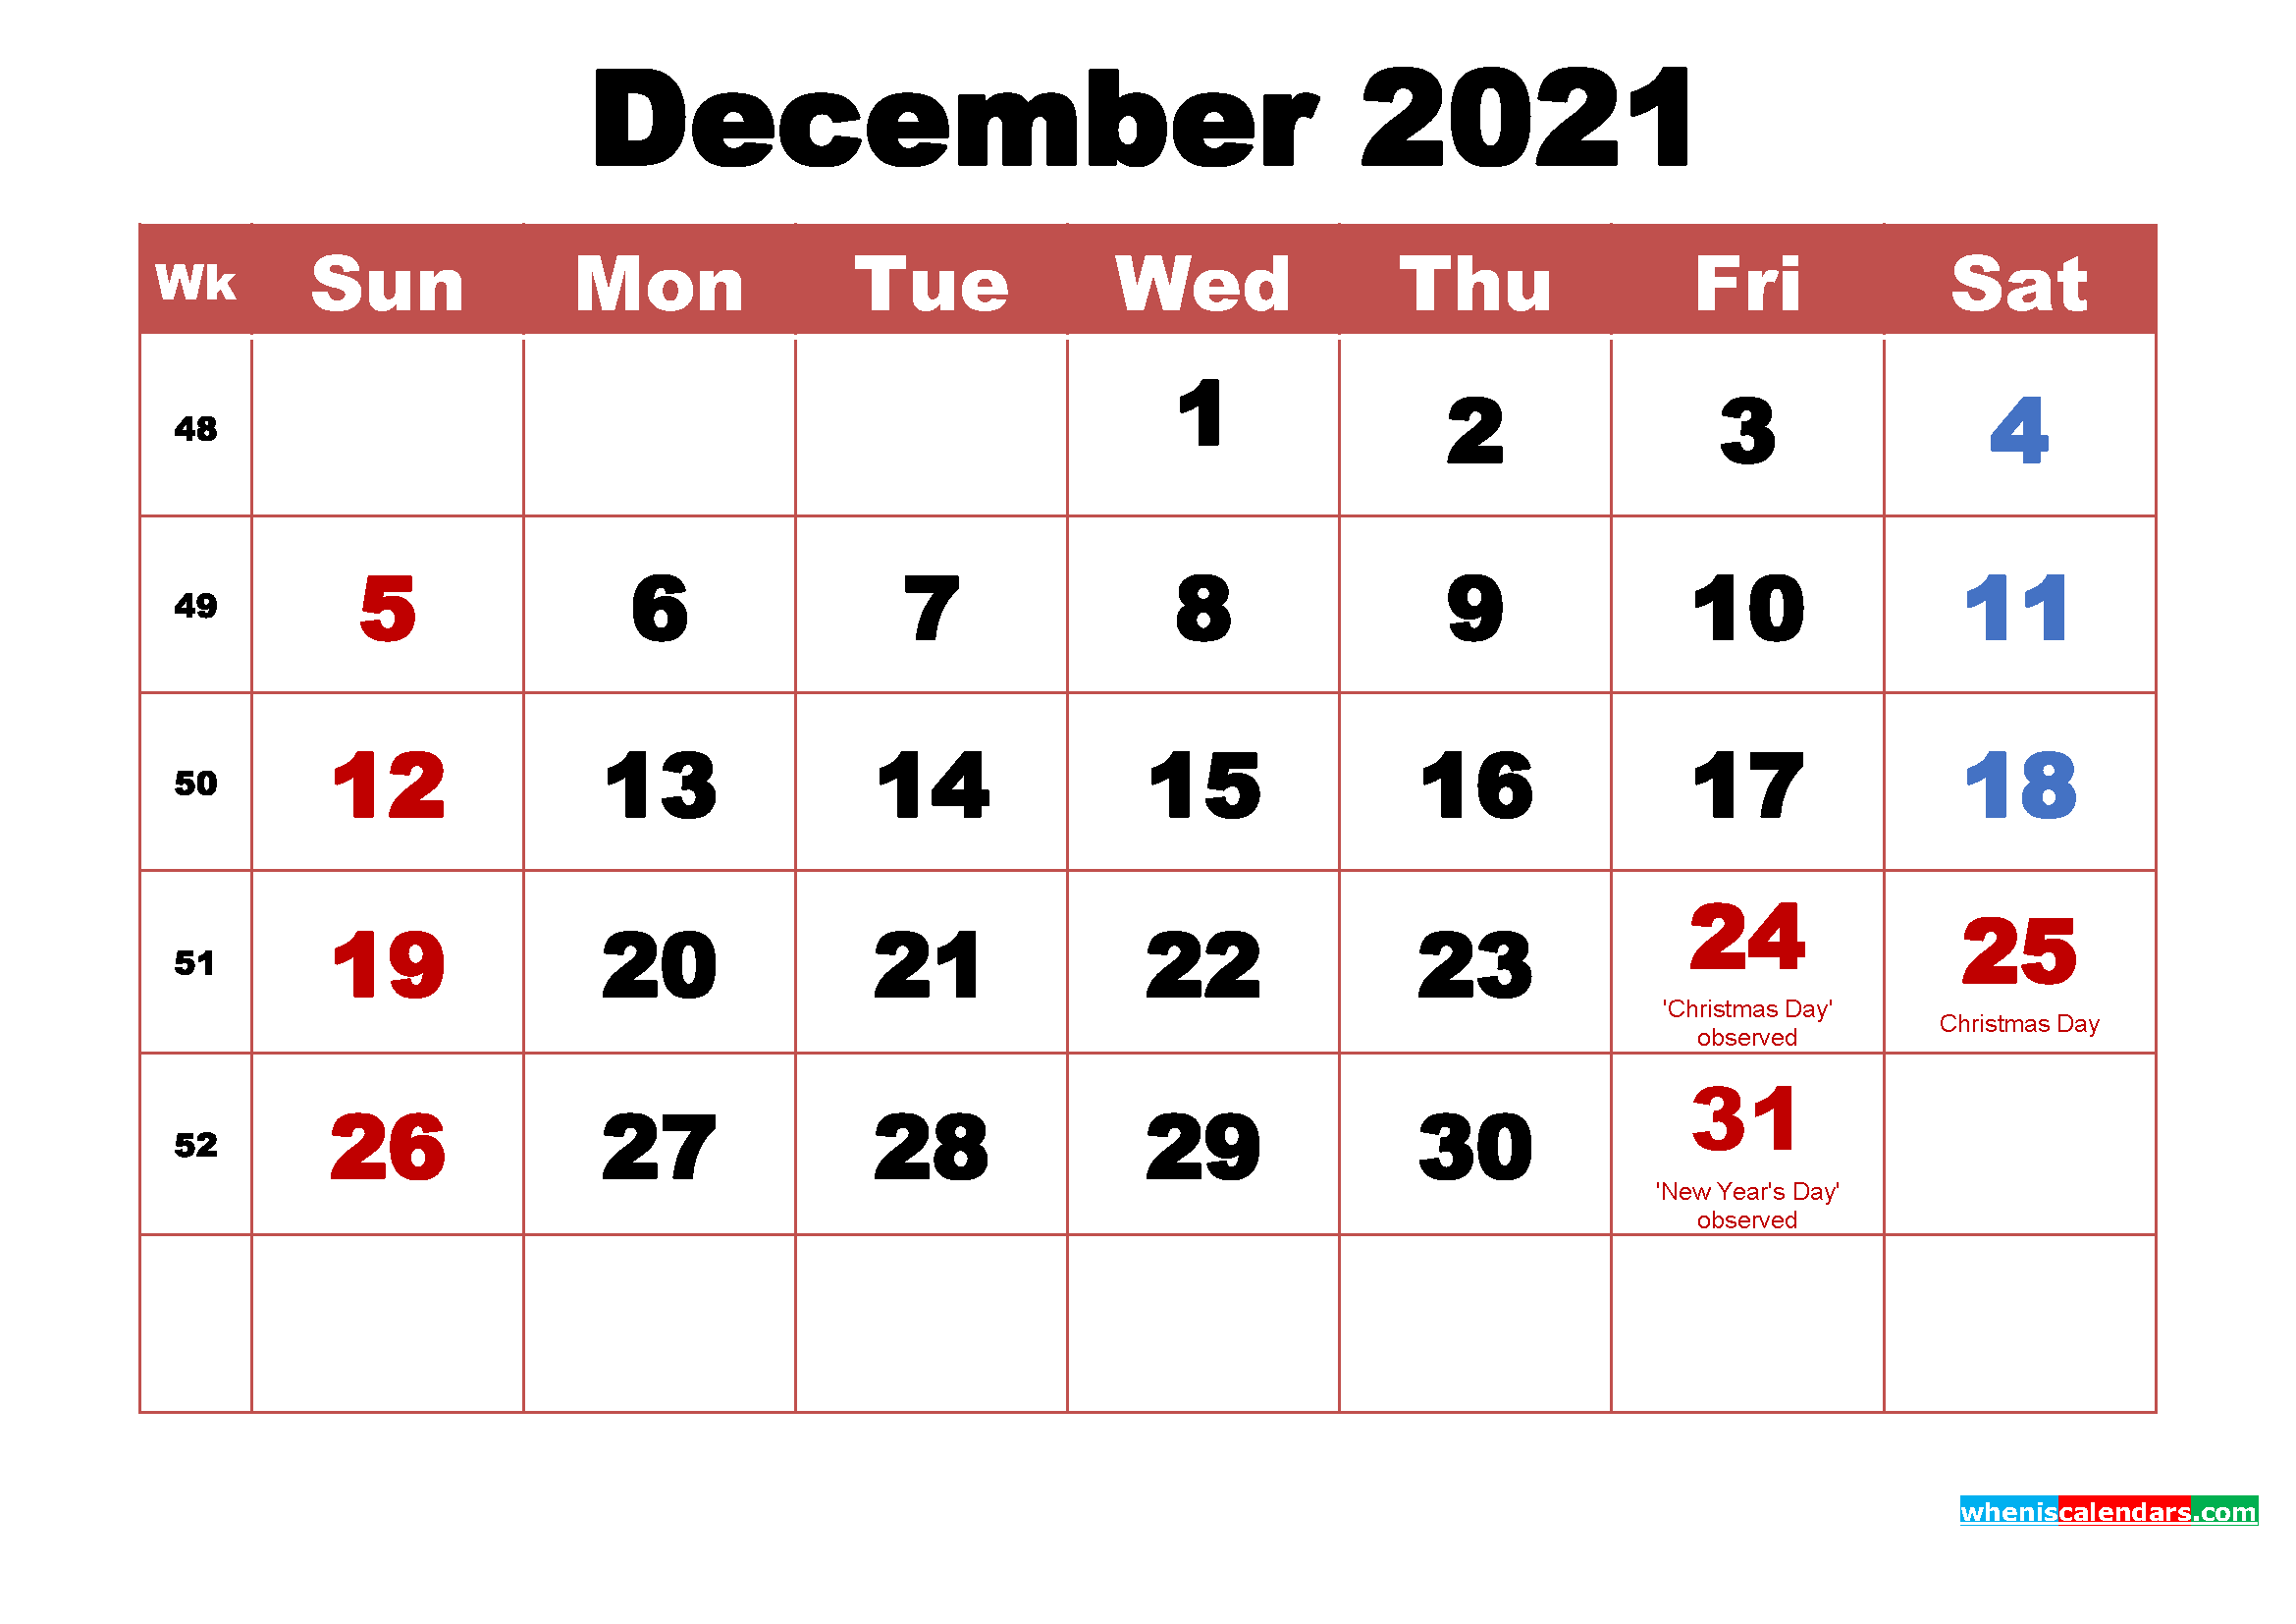 December 2021
Wk Sun Mon Tue Wed Thu Fri Sat
48 1 2 3 4
49 5 6 7 8 9 10 11
50 12 13 14 15 16 17 18
51 19 20 21 22 23 24 25
'Christmas Day'
observed
Christmas Day
52 26 27 28 29 30 31
'New Year's Day'
observed
wheniscalendars.com